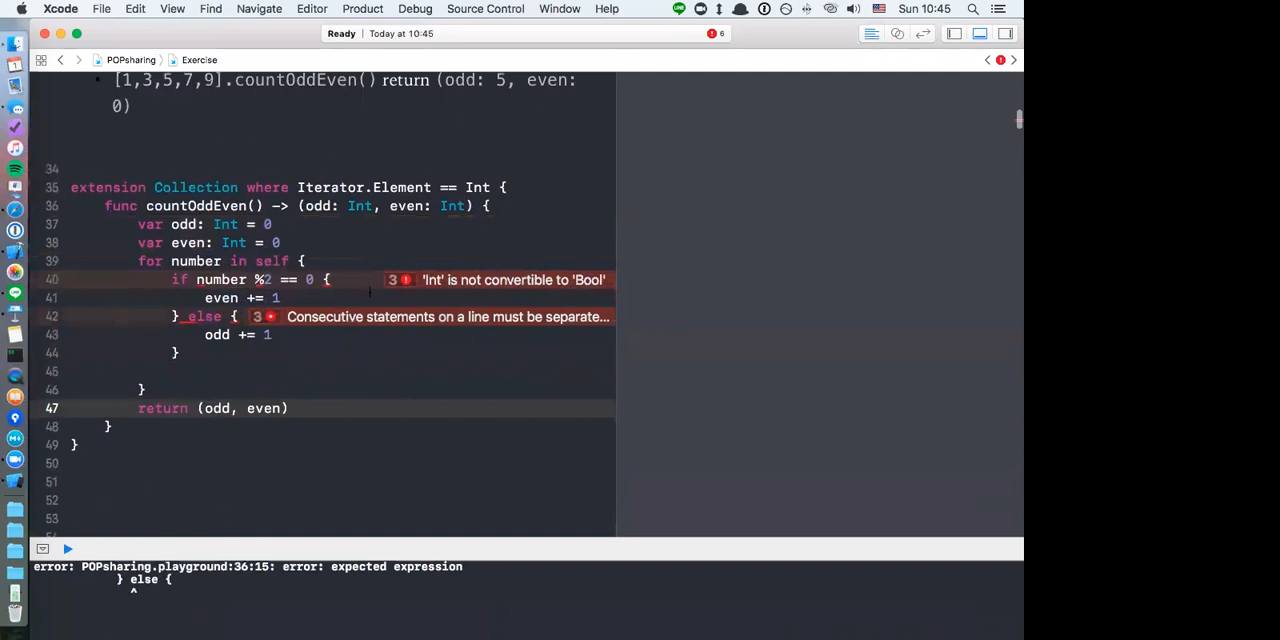 Xcode File Edit View Find Navigate Editor Product Debug Source Control Window Help Sun 10:45
Ready | Today at 10:45 6
POPsharing Exercise
• [1,3,5,7,9].countOddEven() return (odd: 5, even:
0)
34
35 extension Collection where Iterator.Element == Int {
36 func countOddEven() -> (odd: Int, even: Int) {
37 var odd: Int = 0
38 var even: Int = 0
39 for number in self {
40 if number %2 == 0 { 3 'Int' is not convertible to 'Bool'
41 even += 1
42 } else { 3 Consecutive statements on a line must be separate...
43 odd += 1
44 }
45
46 }
47 return (odd, even)
48 }
49 }
50
51
52
53
error: POPsharing.playground:36:15: error: expected expression
} else {
^